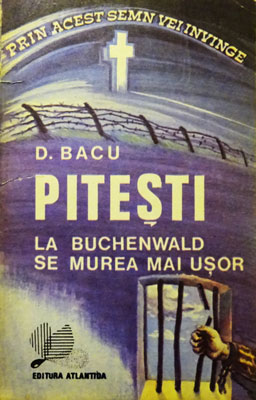 PRIN ACEST SEMN VEI INVINGE
D. BACU
PITEȘTI
LA BUCHENWALD
SE MUREA MAI UȘOR
EDITURA ATLANTIDA